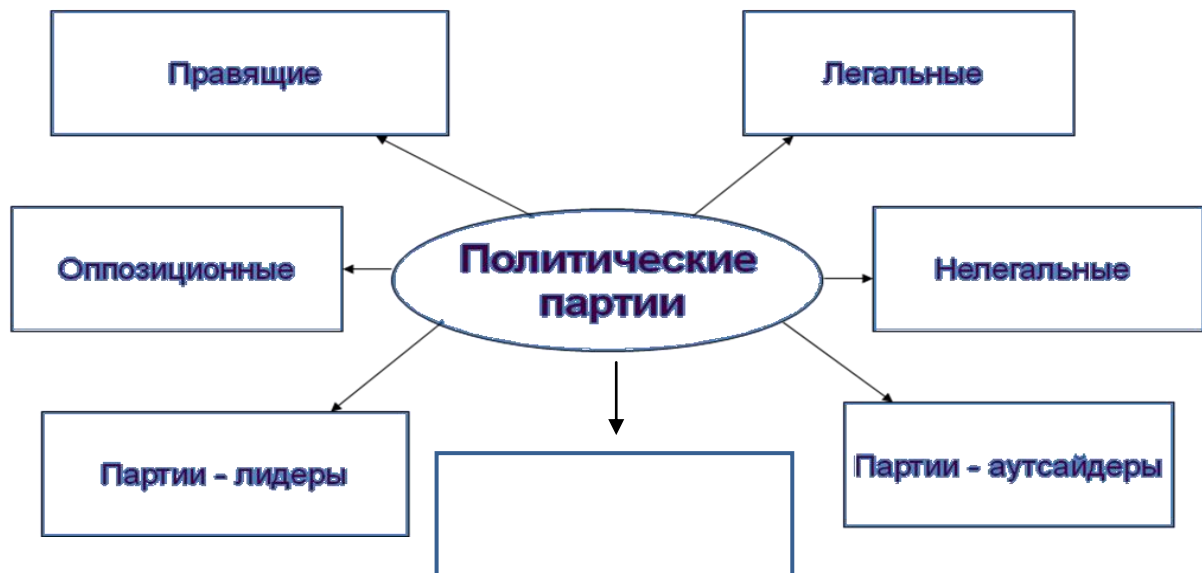 Правящие
Легальные
Политические
партии
Оппозиционные
Нелегальные
Партии - лидеры
Партии - аутсайдеры